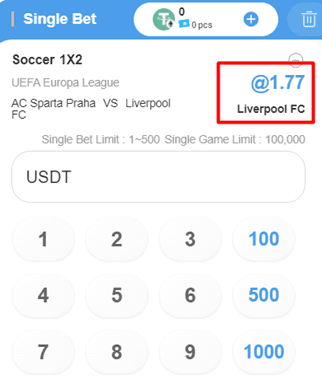 Single Bet
0
0 pcs
Soccer 1X2
UEFA Europa League
@1.77
AC Sparta Praha VS Liverpool
FC
Liverpool FC
Single Bet Limit : 1~500 Single Game Limit : 100,000
USDT
1 2 3 100
4 5 6 500
7 8 9 1000